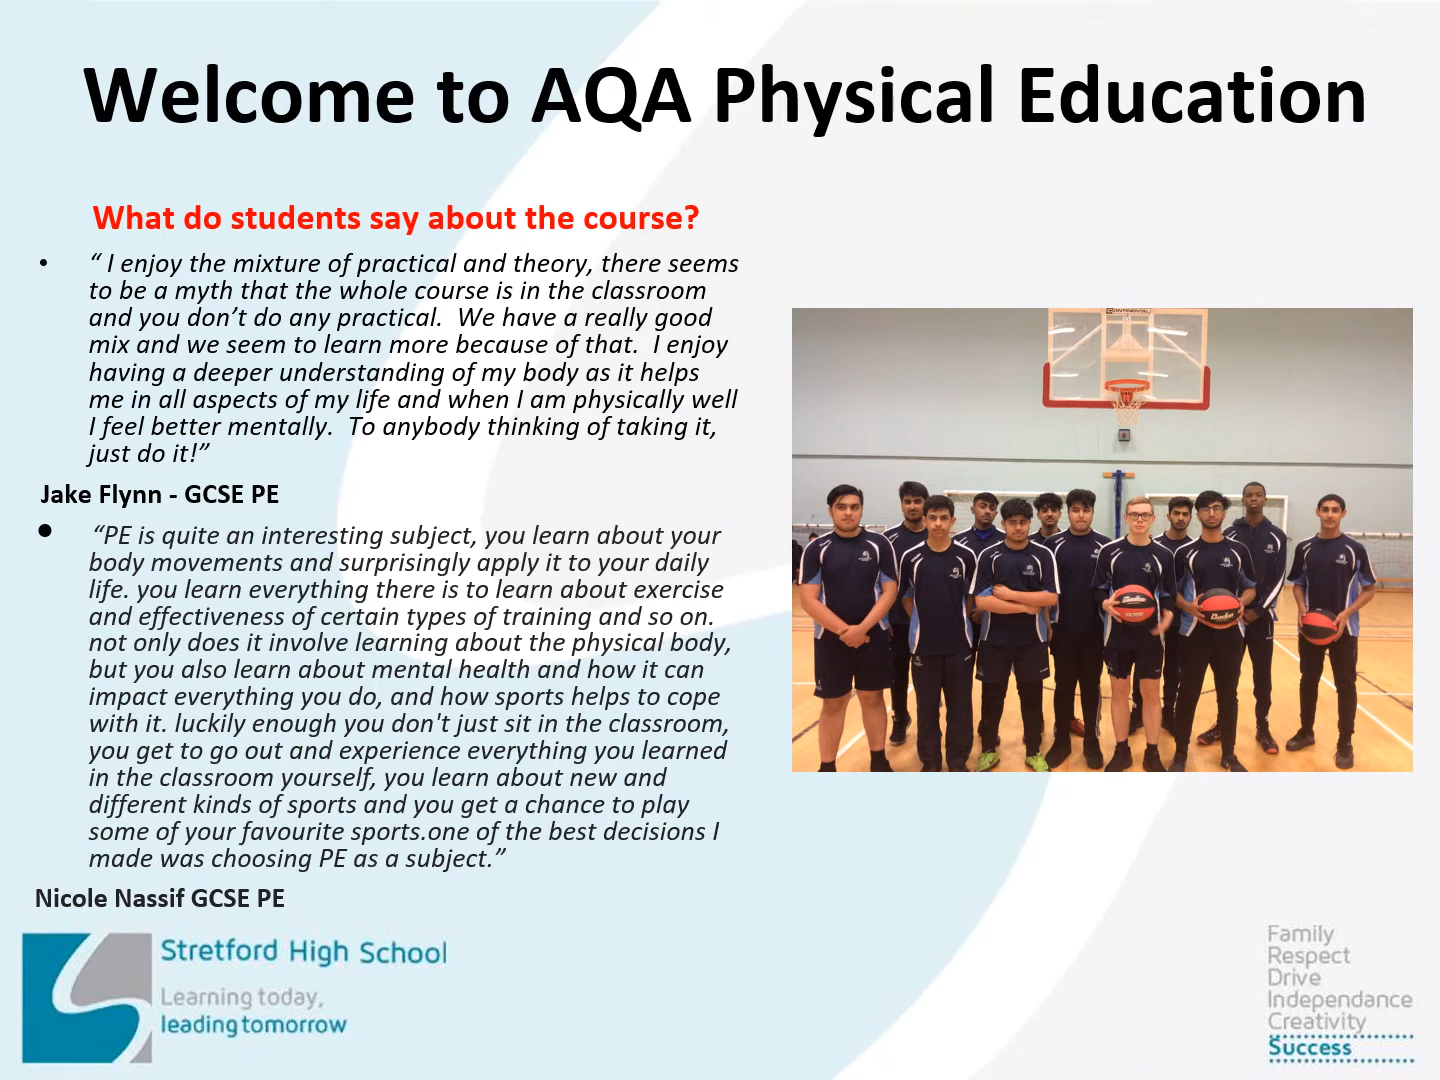 Welcome to AQA Physical Education
What do students say about the course?
• “ I enjoy the mixture of practical and theory, there seems
to be a myth that the whole course is in the classroom
and you don’t do any practical.  We have a really good
mix and we seem to learn more because of that.  I enjoy
having a deeper understanding of my body as it helps
me in all aspects of my life and when I am physically well
I feel better mentally.  To anybody thinking of taking it,
just do it!”
Jake Flynn - GCSE PE
• “PE is quite an interesting subject, you learn about your
body movements and surprisingly apply it to your daily
life. you learn everything there is to learn about exercise
and effectiveness of certain types of training and so on.
not only does it involve learning about the physical body,
but you also learn about mental health and how it can
impact everything you do, and how sports helps to cope
with it. luckily enough you don't just sit in the classroom,
you get to go out and experience everything you learned
in the classroom yourself, you learn about new and
different kinds of sports and you get a chance to play
some of your favourite sports.one of the best decisions I
made was choosing PE as a subject.”
Nicole Nassif GCSE PE
CONTINENTAL
Stretford High School
Learning today,
leading tomorrow
Family
Respect
Drive
Independance
Creativity
Success